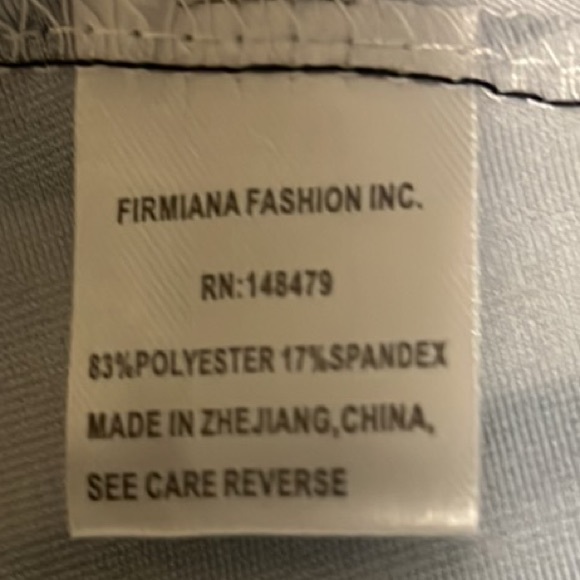 FIRMIANA FASHION INC.
RN:148479
83%POLYESTER 17%SPANDEX
MADE IN ZHEJIANG,CHINA,
SEE CARE REVERSE